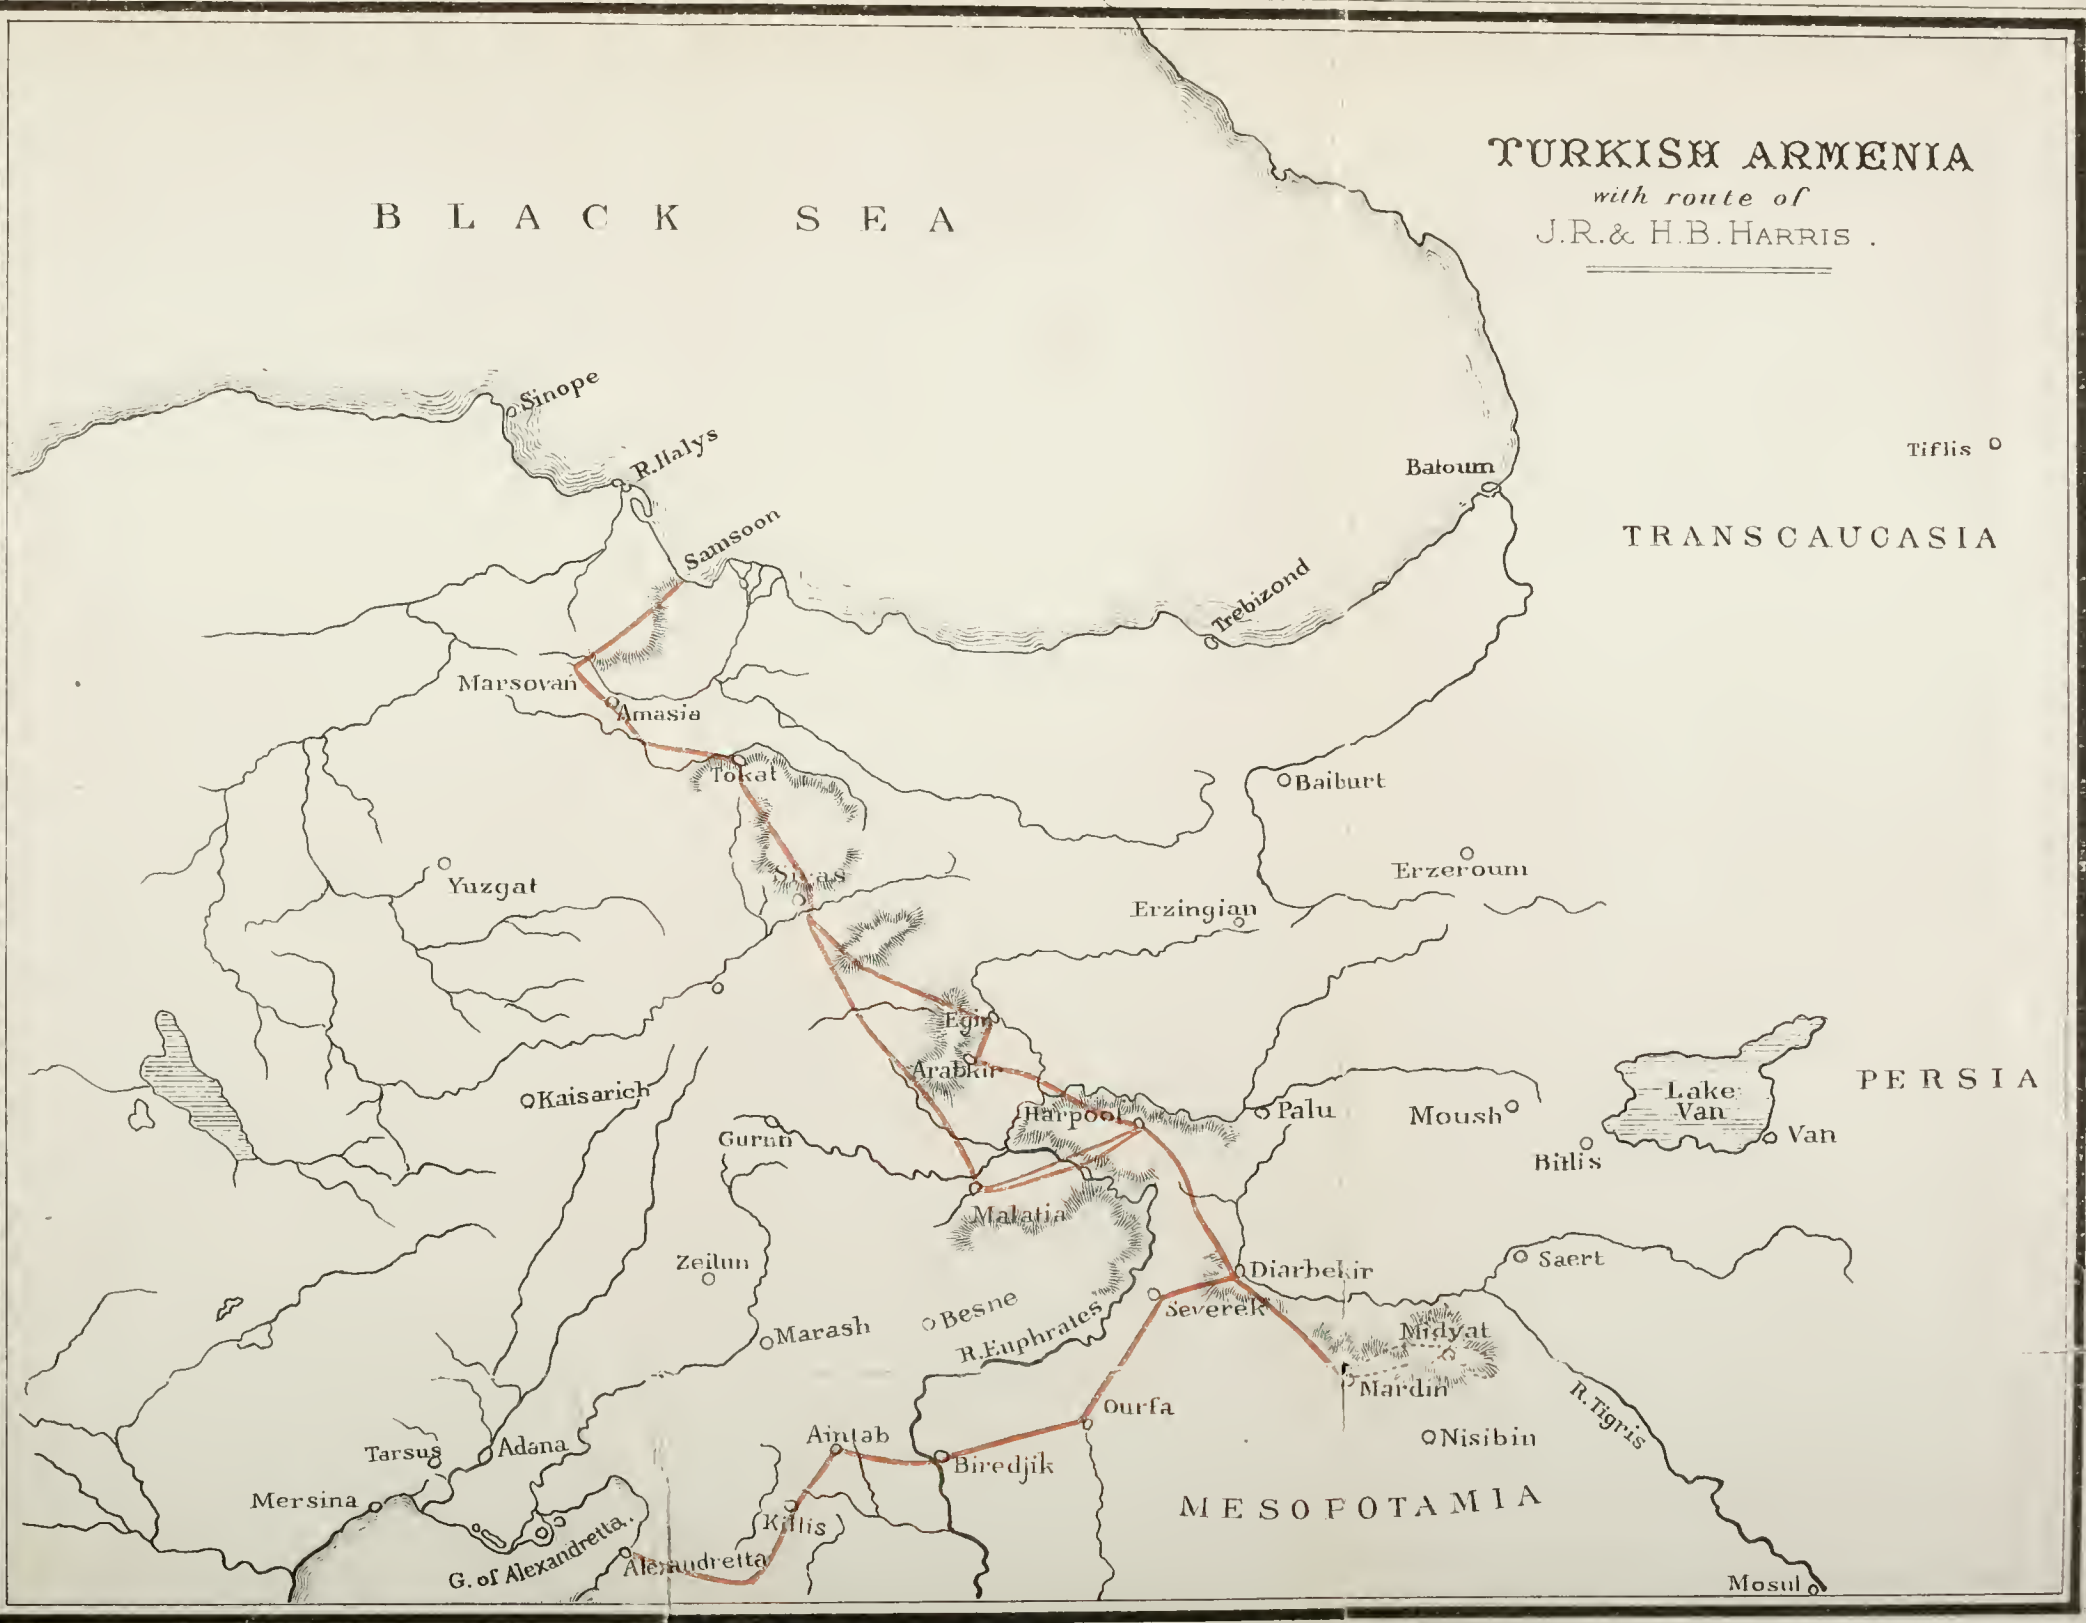 TURKISH ARMENIA
with route of
J.R. & H.B. HARRIS.
BLACK SEA
Sinope
R. Halys
Samsoon
Batoum
Tiflis
TRANSCAUCASIA
Trebizond
Marsovan
Amasia
Tokat
Baiburt
Yuzgat
Sivas
Erzeroum
Erzingian
Egin
Arabkir
Kaisarich
Harpoot
Palu
Moush
Lake
Van
PERSIA
Van
Bitlis
Gurun
Malatia
Zeitun
Diarbekir
Saert
Besne
R. Euphrates
Severek
Marash
Midyat
Mardin
R. Tigris
Ourfa
Aintab
Biredjik
Nisibin
Tarsus
Adana
Mersina
Killis
MESOPOTAMIA
G. of Alexandretta.
Alexandretta
Mosul